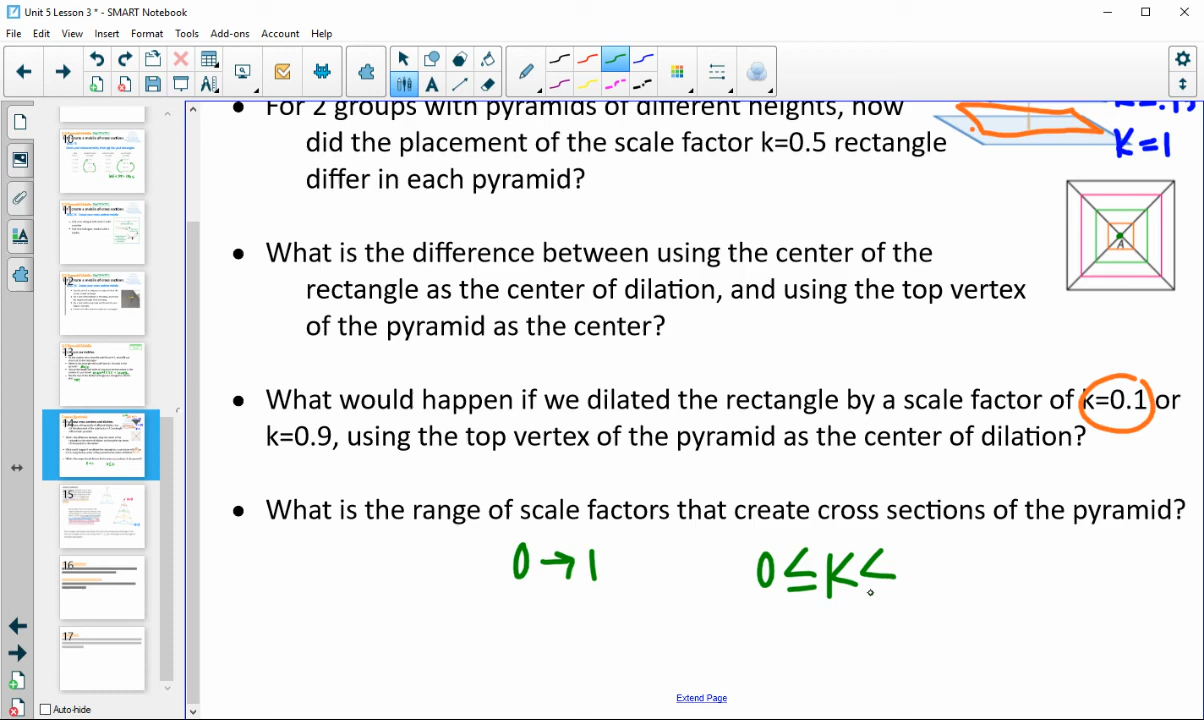 Unit 5 Lesson 3 * - SMART Notebook
File Edit View Insert Format Tools Add-ons Account Help
• For 2 groups with pyramids of different heights, how
did the placement of the scale factor k=0.5 rectangle
differ in each pyramid?
K=1
A
• What is the difference between using the center of the
rectangle as the center of dilation, and using the top vertex
of the pyramid as the center?
• What would happen if we dilated the rectangle by a scale factor of k=0.1 or
k=0.9, using the top vertex of the pyramid as the center of dilation?
• What is the range of scale factors that create cross sections of the pyramid?
0 → 1
0 ≤ K <
Extend Page
10
11
12
13
14
15
16
17
Auto-hide